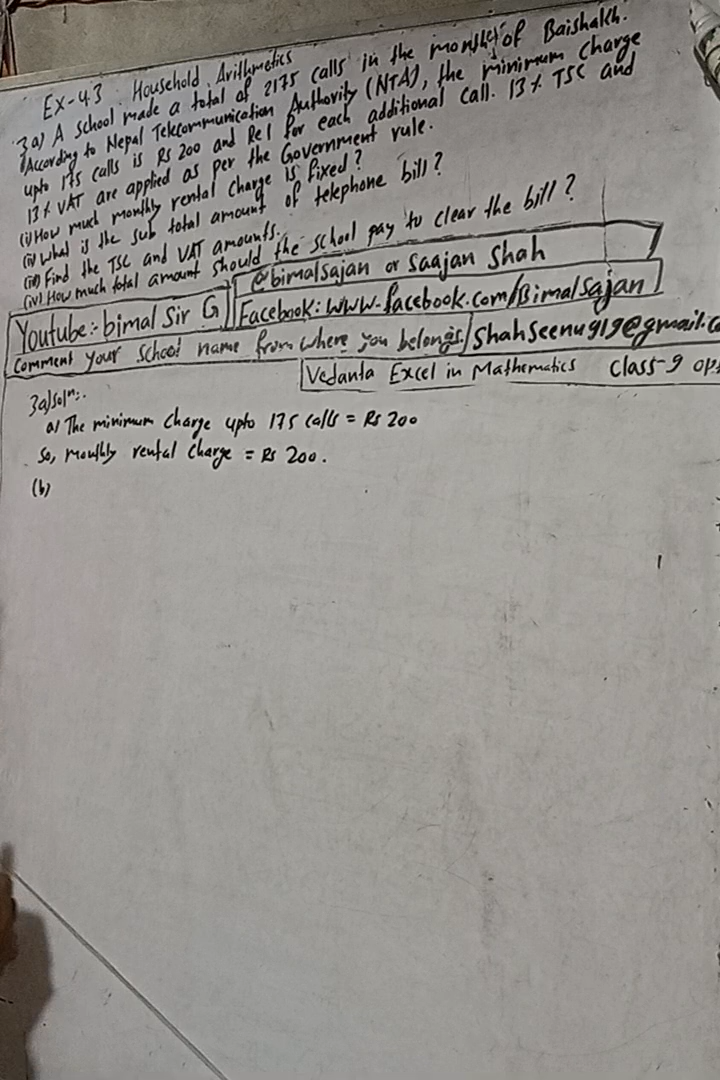 Ex-4.3 Household Arithmetics
3a) A school made a total of 2175 calls in the month of Baishakh.
According to Nepal Telecommunication Authority (NTA), the minimum charge
upto 175 calls is Rs 200 and Re 1 for each additional call. 13% TSC and
13% VAT are applied as per the Government rule.
(i) How much monthly rental charge is fixed?
(ii) What is the sub total amount of telephone bill?
(iii) Find the TSC and VAT amounts.
(iv) How much total amount should the school pay to clear the bill?
@bimalsajan or Saajan Shah
Youtube:- bimal Sir G
Facebook: www.facebook.com/Bimalsajan
Comment your school name from where you belongs.
Shahseenu919@gmail.c
Vedanta Excel in Mathematics Class-9 op
3a)Solⁿ:.
a) The minimum charge upto 175 calls = Rs 200
So, monthly rental charge = Rs 200.
(b)